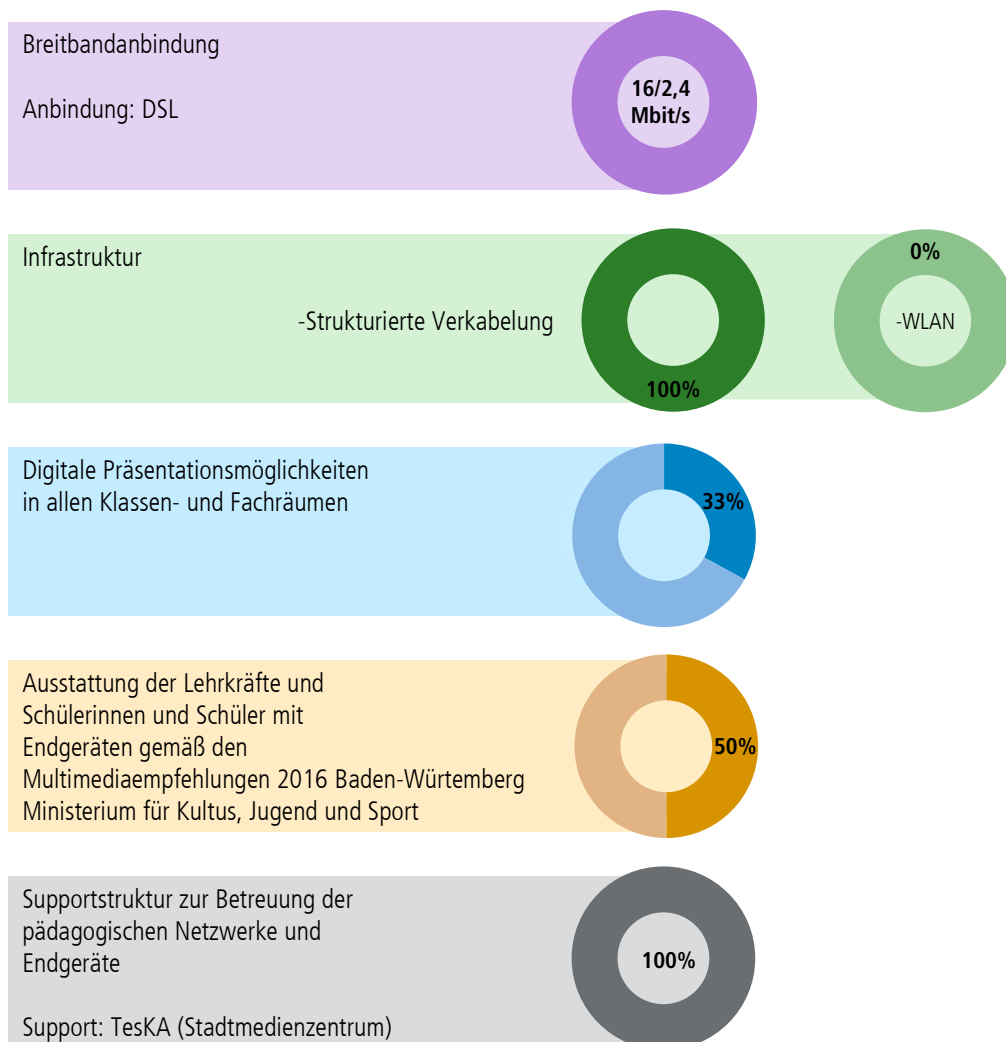 Breitbandanbindung
Anbindung: DSL
16/2,4
Mbit/s
Infrastruktur
-Strukturierte Verkabelung
100%
0%
-WLAN
Digitale Präsentationsmöglichkeiten
in allen Klassen- und Fachräumen
33%
Ausstattung der Lehrkräfte und
Schülerinnen und Schüler mit
Endgeräten gemäß den
Multimediaempfehlungen 2016 Baden-Würtemberg
Ministerium für Kultus, Jugend und Sport
50%
Supportstruktur zur Betreuung der
pädagogischen Netzwerke und
Endgeräte
100%
Support: TesKA (Stadtmedienzentrum)